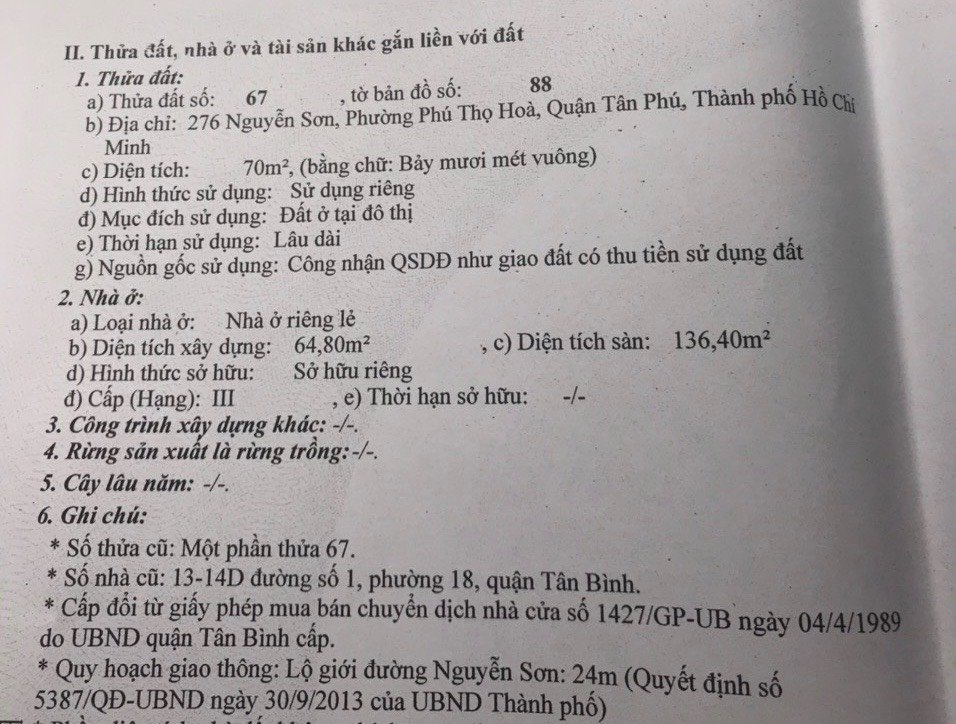 II. Thửa đất, nhà ở và tài sản khác gắn liền với đất
1. Thửa đất:
a) Thửa đất số: 67 , tờ bản đồ số: 88
b) Địa chỉ: 276 Nguyễn Sơn, Phường Phú Thọ Hoà, Quận Tân Phú, Thành phố Hồ Chí
Minh
c) Diện tích: 70m², (bằng chữ: Bảy mươi mét vuông)
d) Hình thức sử dụng: Sử dụng riêng
đ) Mục đích sử dụng: Đất ở tại đô thị
e) Thời hạn sử dụng: Lâu dài
g) Nguồn gốc sử dụng: Công nhận QSDĐ như giao đất có thu tiền sử dụng đất
2. Nhà ở:
a) Loại nhà ở: Nhà ở riêng lẻ
b) Diện tích xây dựng: 64,80m² , c) Diện tích sàn: 136,40m²
d) Hình thức sở hữu: Sở hữu riêng
đ) Cấp (Hạng): III , e) Thời hạn sở hữu: -/-
3. Công trình xây dựng khác: -/-.
4. Rừng sản xuất là rừng trồng: -/-.
5. Cây lâu năm: -/-.
6. Ghi chú:
* Số thửa cũ: Một phần thửa 67.
* Số nhà cũ: 13-14D đường số 1, phường 18, quận Tân Bình.
* Cấp đổi từ giấy phép mua bán chuyển dịch nhà cửa số 1427/GP-UB ngày 04/4/1989
do UBND quận Tân Bình cấp.
* Quy hoạch giao thông: Lộ giới đường Nguyễn Sơn: 24m (Quyết định số
5387/QĐ-UBND ngày 30/9/2013 của UBND Thành phố)